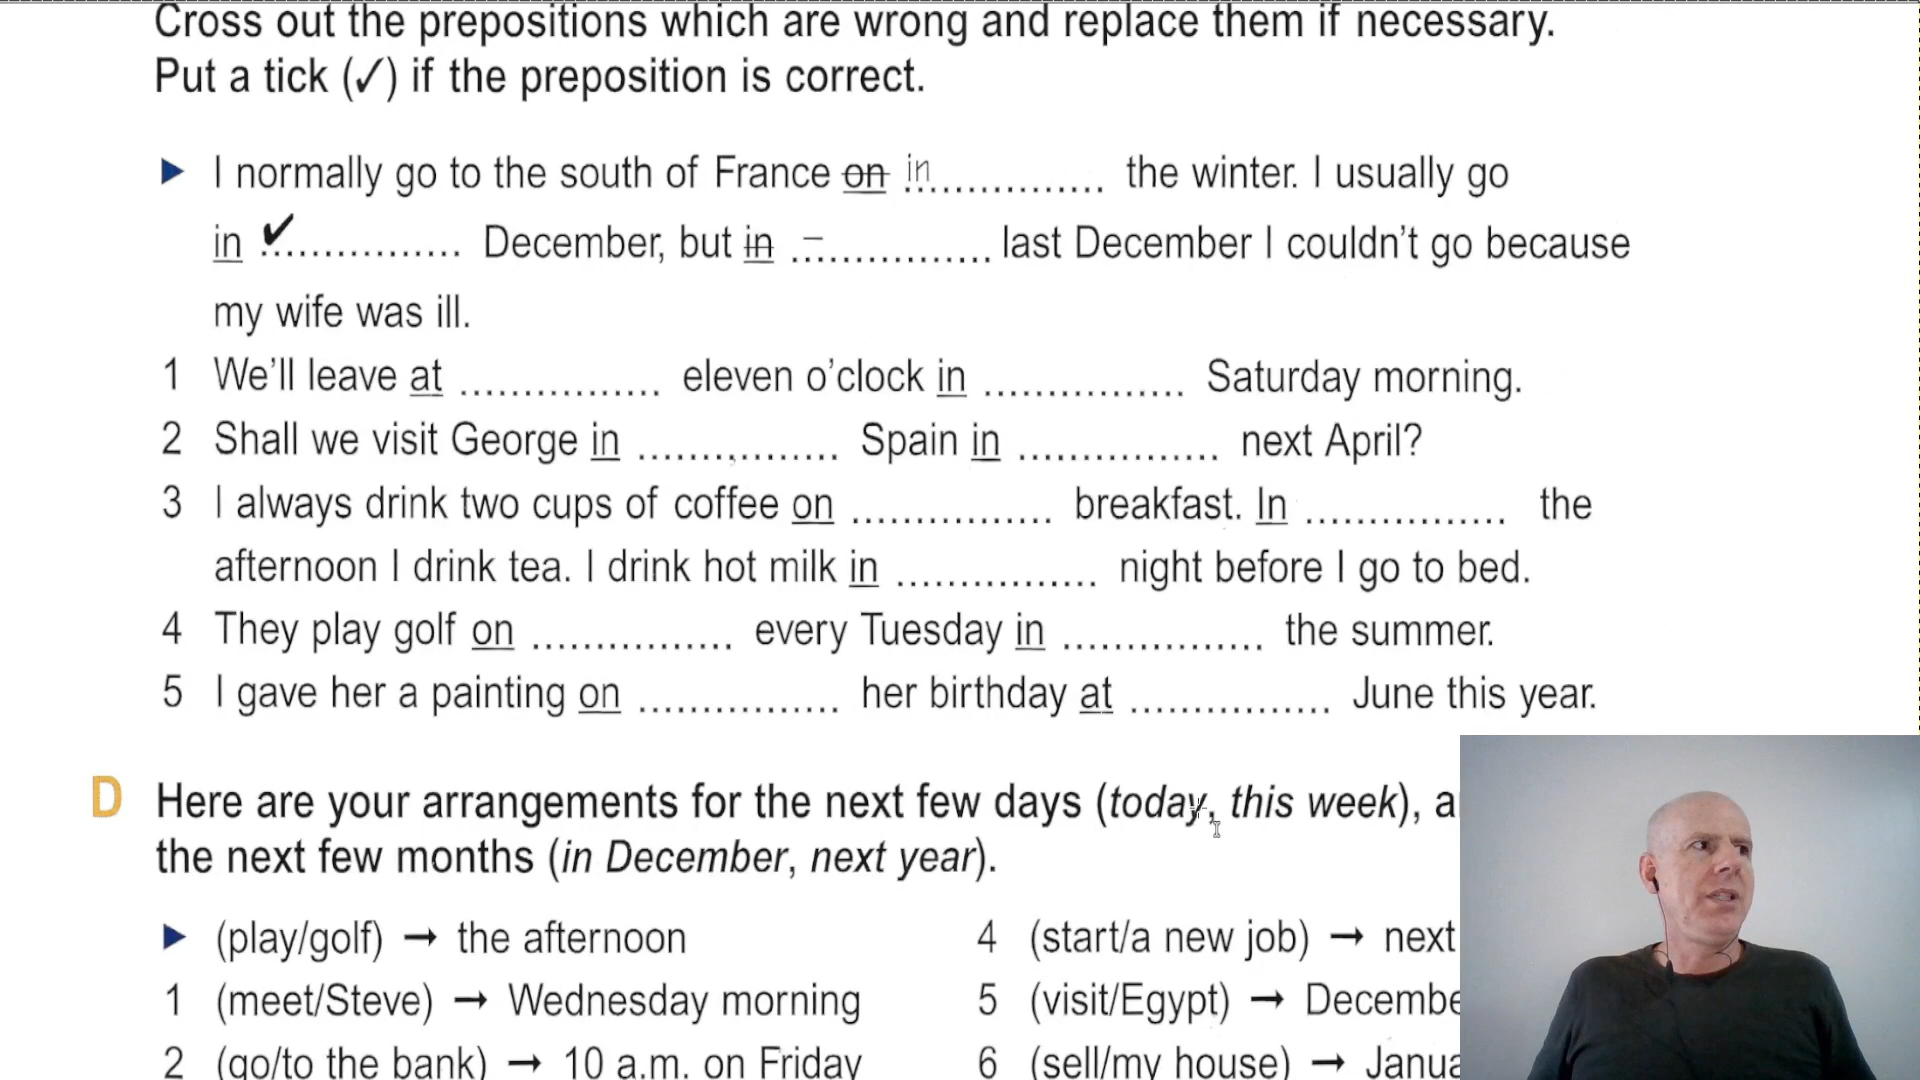 Cross out the prepositions which are wrong and replace them if necessary.
Put a tick (✓) if the preposition is correct.
▶ I normally go to the south of France on in................ the winter. I usually go
in ✔................ December, but in –................ last December I couldn’t go because
my wife was ill.
1 We’ll leave at ................ eleven o’clock in ................ Saturday morning.
2 Shall we visit George in ................ Spain in ................ next April?
3 I always drink two cups of coffee on ................ breakfast. In ................ the
afternoon I drink tea. I drink hot milk in ................ night before I go to bed.
4 They play golf on ................ every Tuesday in ................ the summer.
5 I gave her a painting on ................ her birthday at ................ June this year.
D Here are your arrangements for the next few days (today, this week), a
the next few months (in December, next year).
▶ (play/golf) → the afternoon
1 (meet/Steve) → Wednesday morning
2 (go/to the bank) → 10 a.m. on Friday
4 (start/a new job) → next
5 (visit/Egypt) → Decembe
6 (sell/my house) → Janua